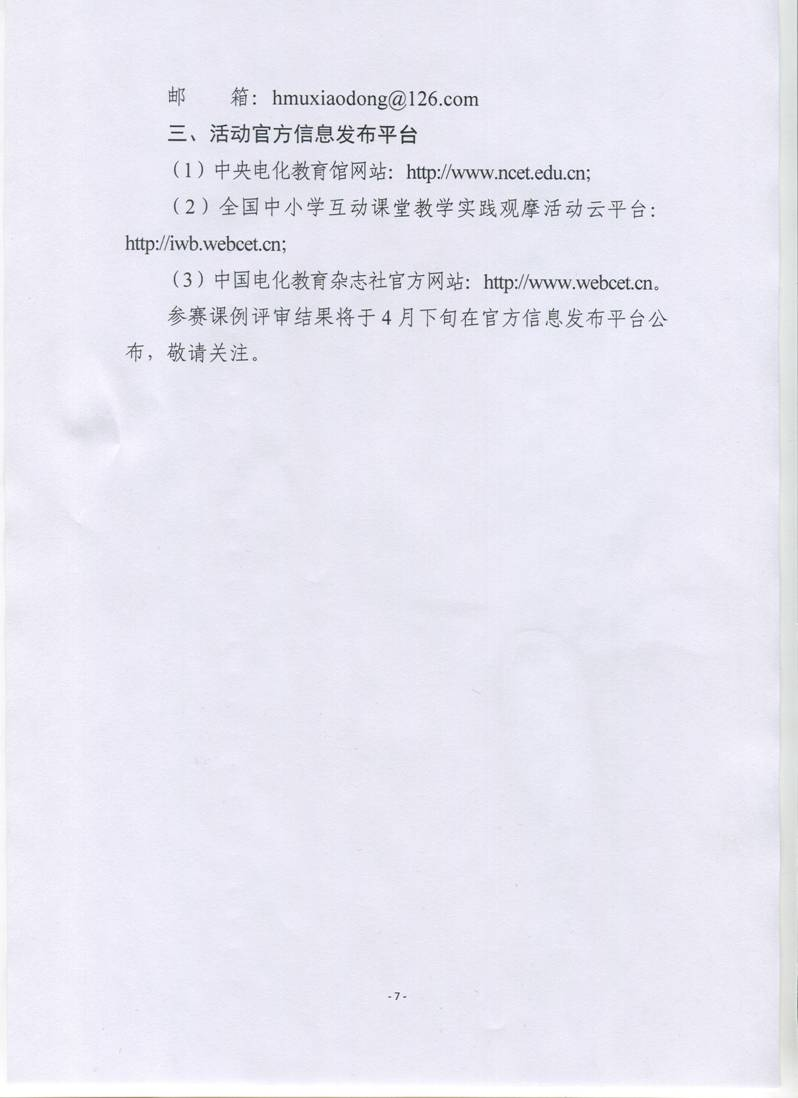 邮　　箱：hmuxiaodong@126.com
三、活动官方信息发布平台
（1）中央电化教育馆网站：http://www.ncet.edu.cn;
（2）全国中小学互动课堂教学实践观摩活动云平台：
http://iwb.webcet.cn;
（3）中国电化教育杂志社官方网站：http://www.webcet.cn。
参赛课例评审结果将于 4 月下旬在官方信息发布平台公
布，敬请关注。
- 7 -